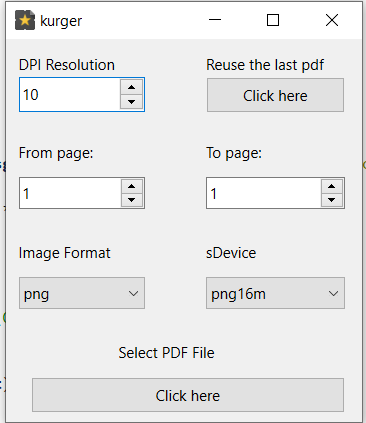 kurger
DPI Resolution
Reuse the last pdf
10
Click here
From page:
To page:
1
1
Image Format
sDevice
png
png16m
Select PDF File
Click here